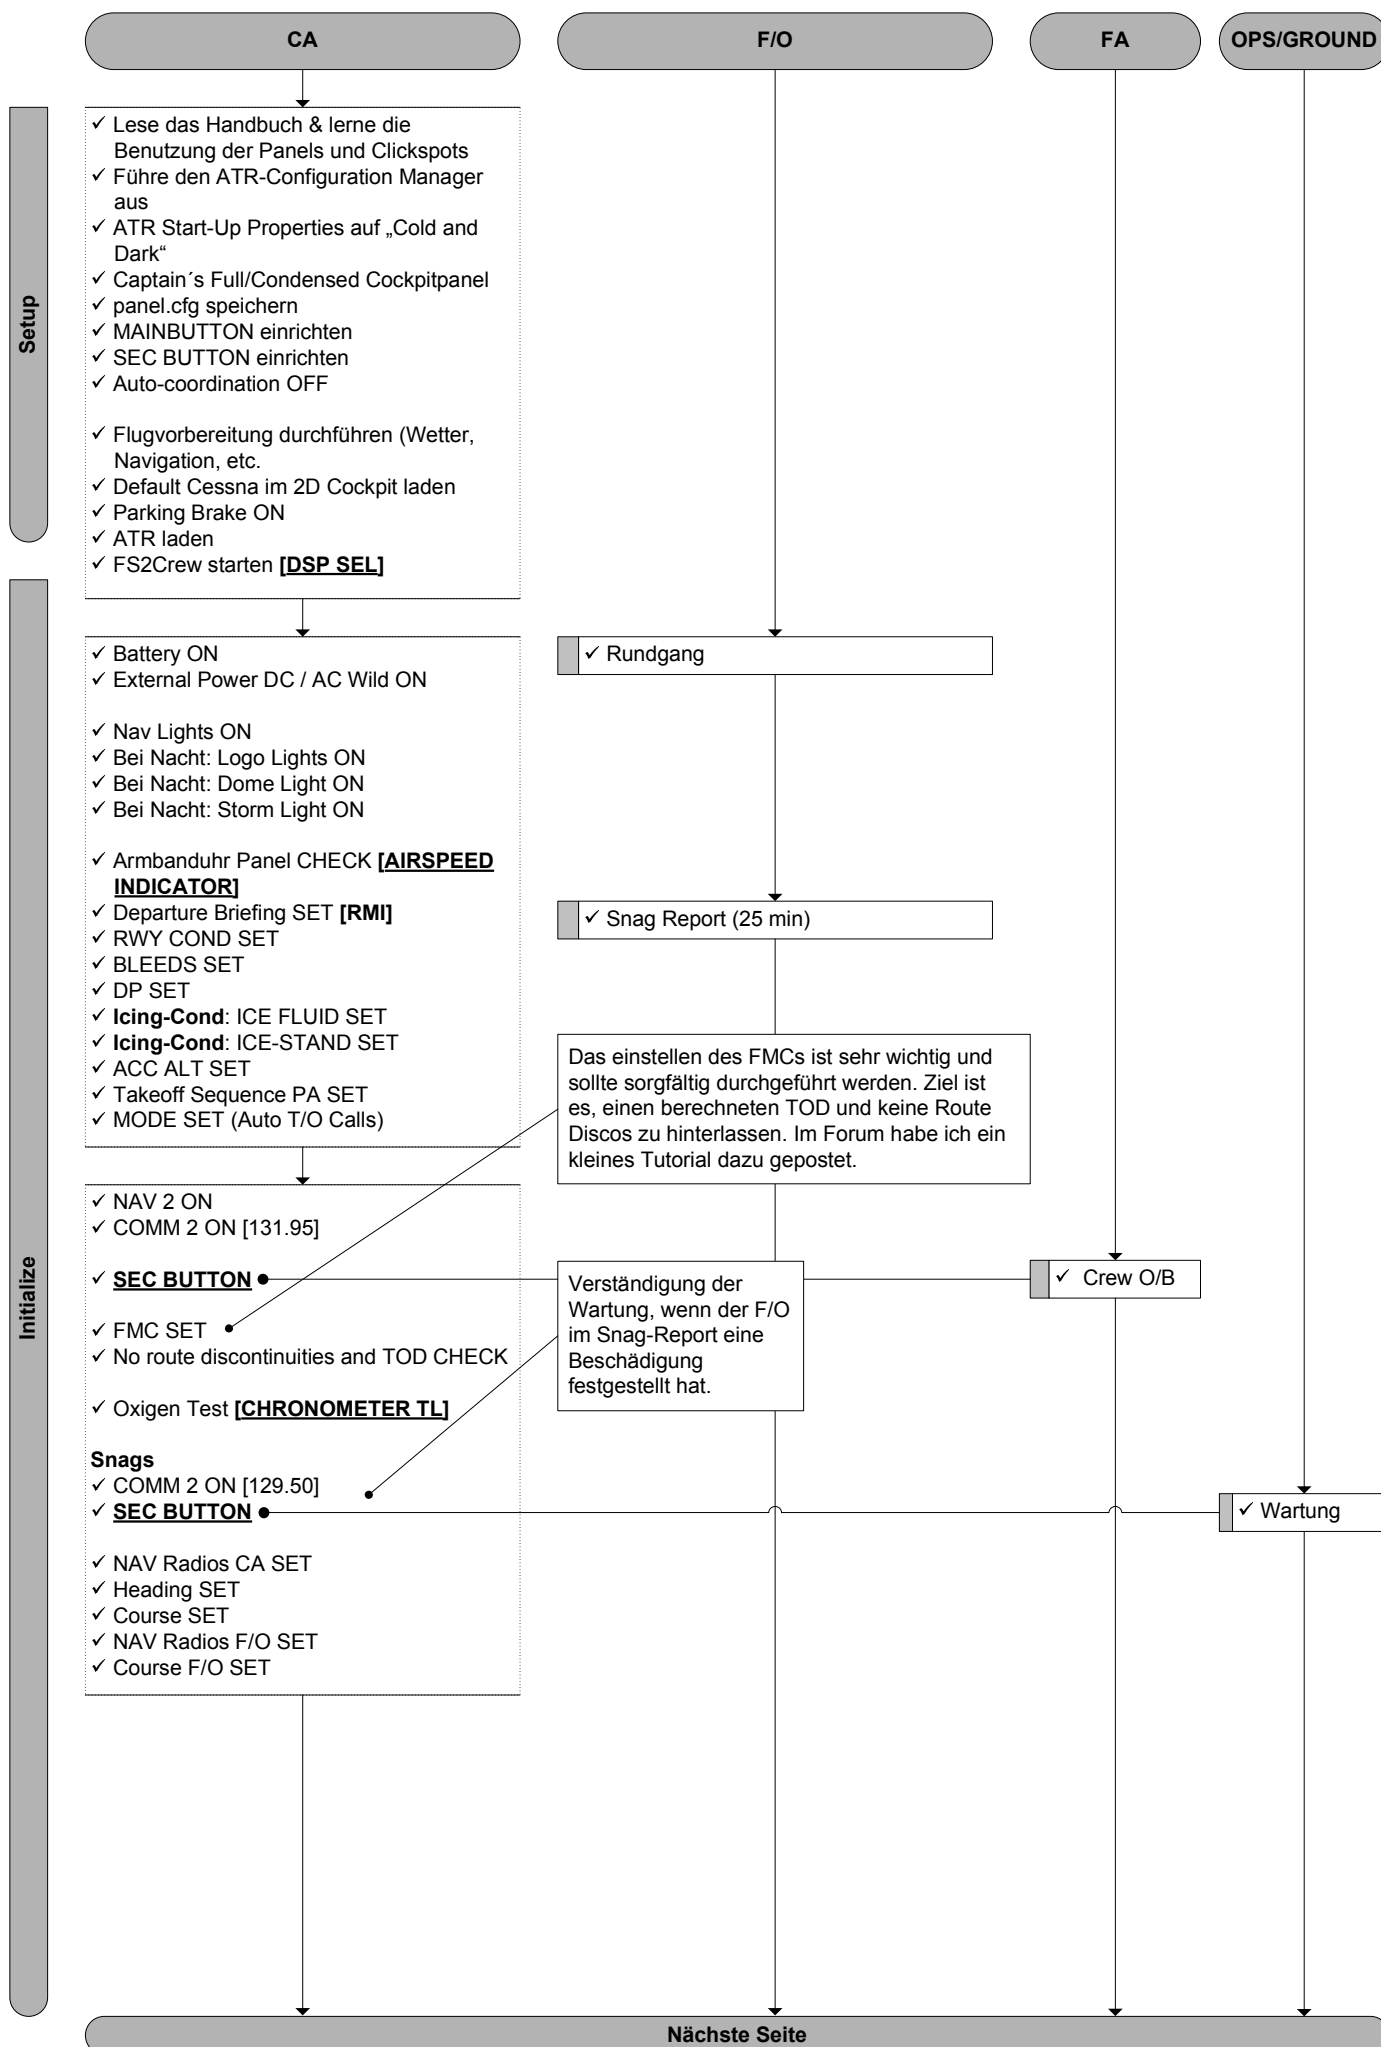 CA
F/O
FA
OPS/GROUND
Setup
✓ Lese das Handbuch & lerne die
Benutzung der Panels und Clickspots
✓ Führe den ATR-Configuration Manager
aus
✓ ATR Start-Up Properties auf „Cold and
Dark“
✓ Captain´s Full/Condensed Cockpitpanel
✓ panel.cfg speichern
✓ MAINBUTTON einrichten
✓ SEC BUTTON einrichten
✓ Auto-coordination OFF
✓ Flugvorbereitung durchführen (Wetter,
Navigation, etc.
✓ Default Cessna im 2D Cockpit laden
✓ Parking Brake ON
✓ ATR laden
✓ FS2Crew starten [DSP SEL]
Initialize
✓ Battery ON
✓ External Power DC / AC Wild ON
✓ Nav Lights ON
✓ Bei Nacht: Logo Lights ON
✓ Bei Nacht: Dome Light ON
✓ Bei Nacht: Storm Light ON
✓ Armbanduhr Panel CHECK [AIRSPEED
INDICATOR]
✓ Departure Briefing SET [RMI]
✓ RWY COND SET
✓ BLEEDS SET
✓ DP SET
✓ Icing-Cond: ICE FLUID SET
✓ Icing-Cond: ICE-STAND SET
✓ ACC ALT SET
✓ Takeoff Sequence PA SET
✓ MODE SET (Auto T/O Calls)
✓ Rundgang
✓ Snag Report (25 min)
Das einstellen des FMCs ist sehr wichtig und
sollte sorgfältig durchgeführt werden. Ziel ist
es, einen berechneten TOD und keine Route
Discos zu hinterlassen. Im Forum habe ich ein
kleines Tutorial dazu gepostet.
✓ NAV 2 ON
✓ COMM 2 ON [131.95]
✓ SEC BUTTON
✓ FMC SET
✓ No route discontinuities and TOD CHECK
✓ Oxigen Test [CHRONOMETER TL]
Snags
✓ COMM 2 ON [129.50]
✓ SEC BUTTON
✓ NAV Radios CA SET
✓ Heading SET
✓ Course SET
✓ NAV Radios F/O SET
✓ Course F/O SET
Verständigung der
Wartung, wenn der F/O
im Snag-Report eine
Beschädigung
festgestellt hat.
✓ Crew O/B
✓ Wartung
Nächste Seite